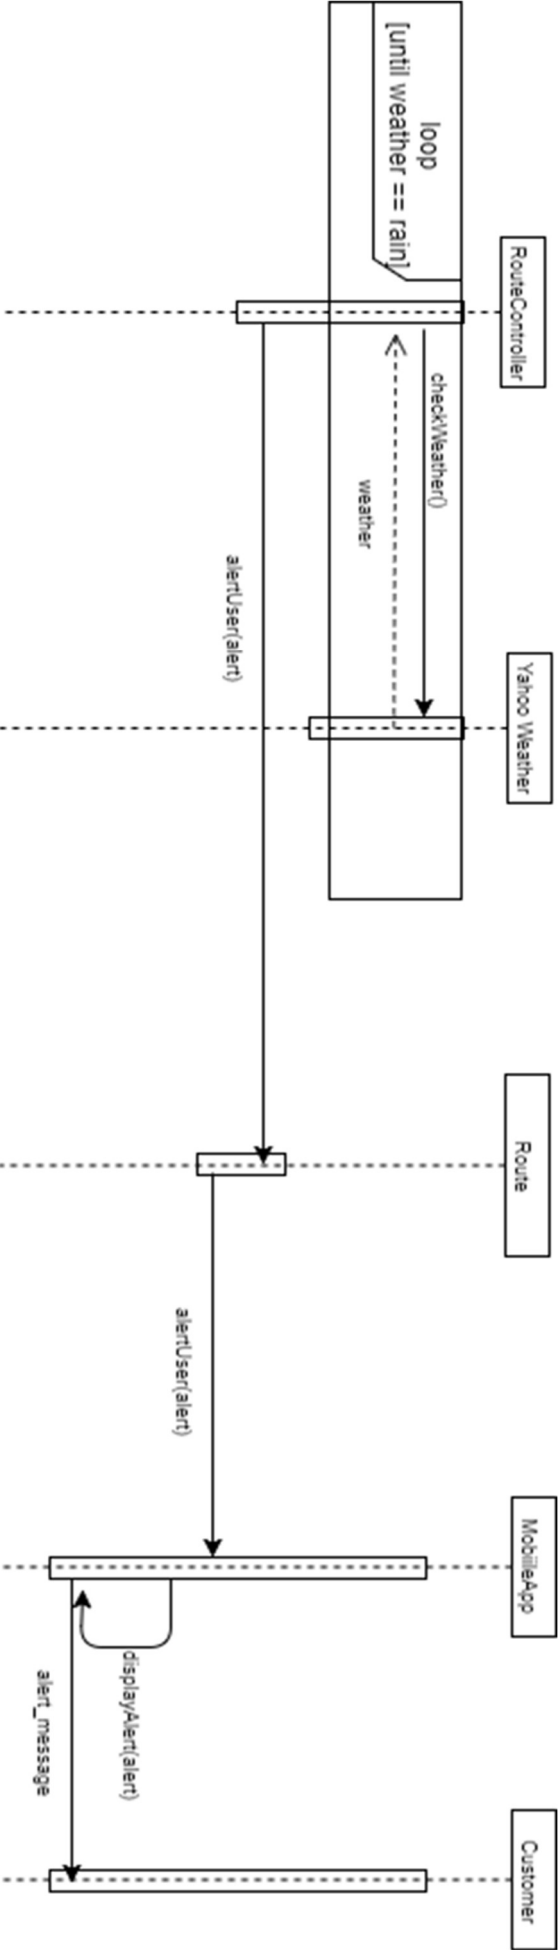 RouteController
Yahoo Weather
Route
MobileApp
Customer
loop
[until weather == rain]
checkWeather()
weather
alertUser(alert)
alertUser(alert)
displayAlert(alert)
alert_message